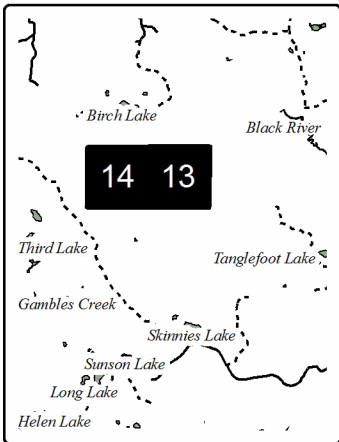 Birch Lake
Black River
14 13
Third Lake
Tanglefoot Lake
Gambles Creek
Skinnies Lake
Sunson Lake
Long Lake
Helen Lake